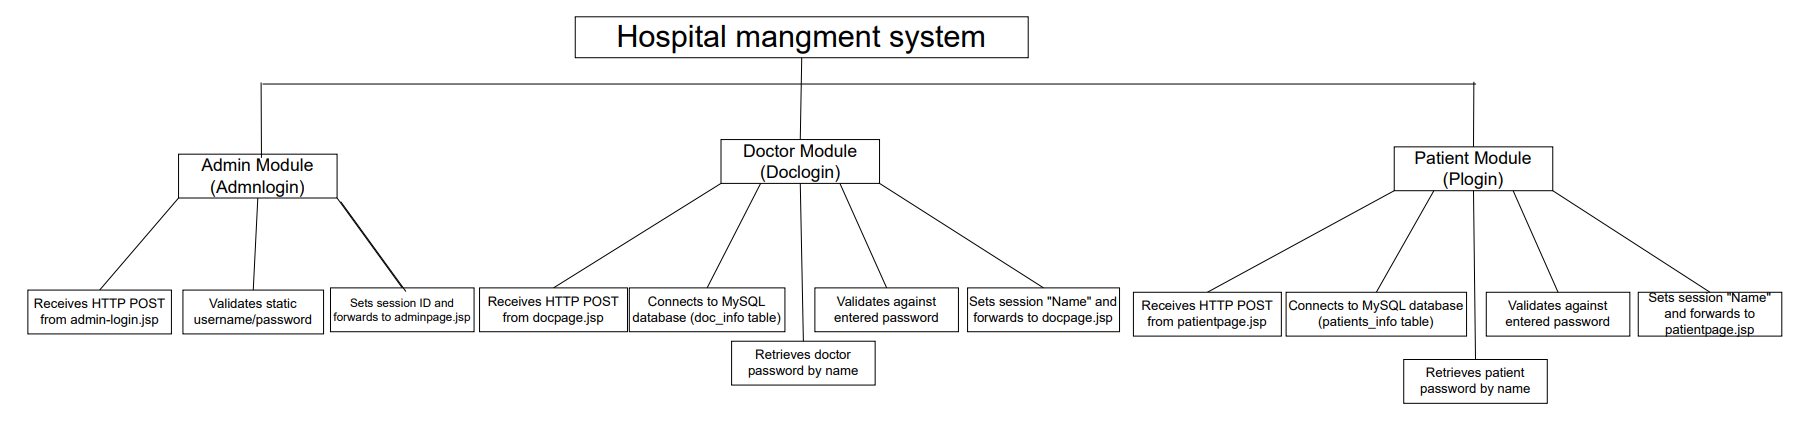 Hospital mangment system
Admin Module
(Admnlogin)
Doctor Module
(Doclogin)
Patient Module
(Plogin)
Receives HTTP POST
from admin-login.jsp
Validates static
username/password
Sets session ID and
forwards to adminpage.jsp
Receives HTTP POST
from docpage.jsp
Connects to MySQL
database (doc_info table)
Retrieves doctor
password by name
Validates against
entered password
Sets session "Name" and
forwards to docpage.jsp
Receives HTTP POST
from patientpage.jsp
Connects to MySQL database
(patients_info table)
Retrieves patient
password by name
Validates against
entered password
Sets session "Name"
and forwards to
patientpage.jsp